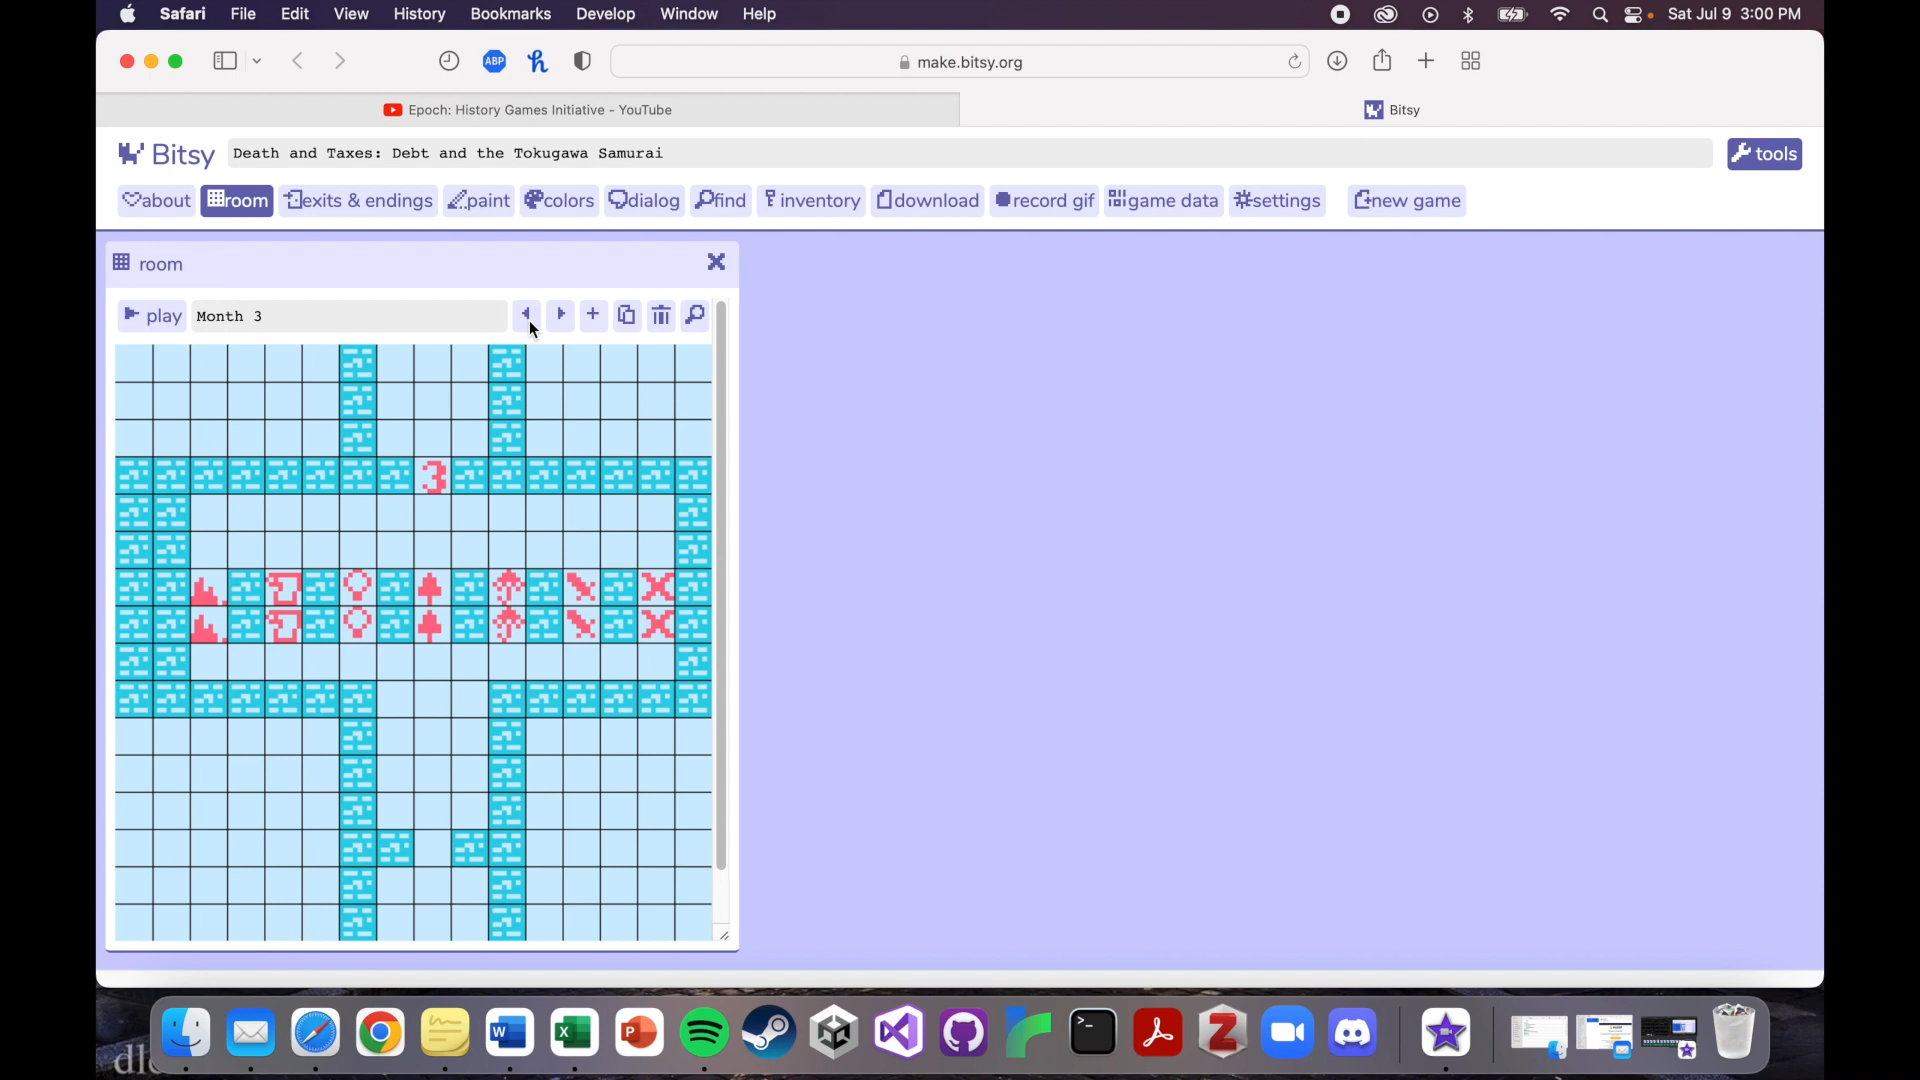 Safari File Edit View History Bookmarks Develop Window Help Sat Jul 9 3:00 PM
ABP make.bitsy.org
Epoch: History Games Initiative - YouTube Bitsy
Bitsy Death and Taxes: Debt and the Tokugawa Samurai tools
about room exits & endings paint colors dialog find inventory download record gif game data settings new game
room
play Month 3
3